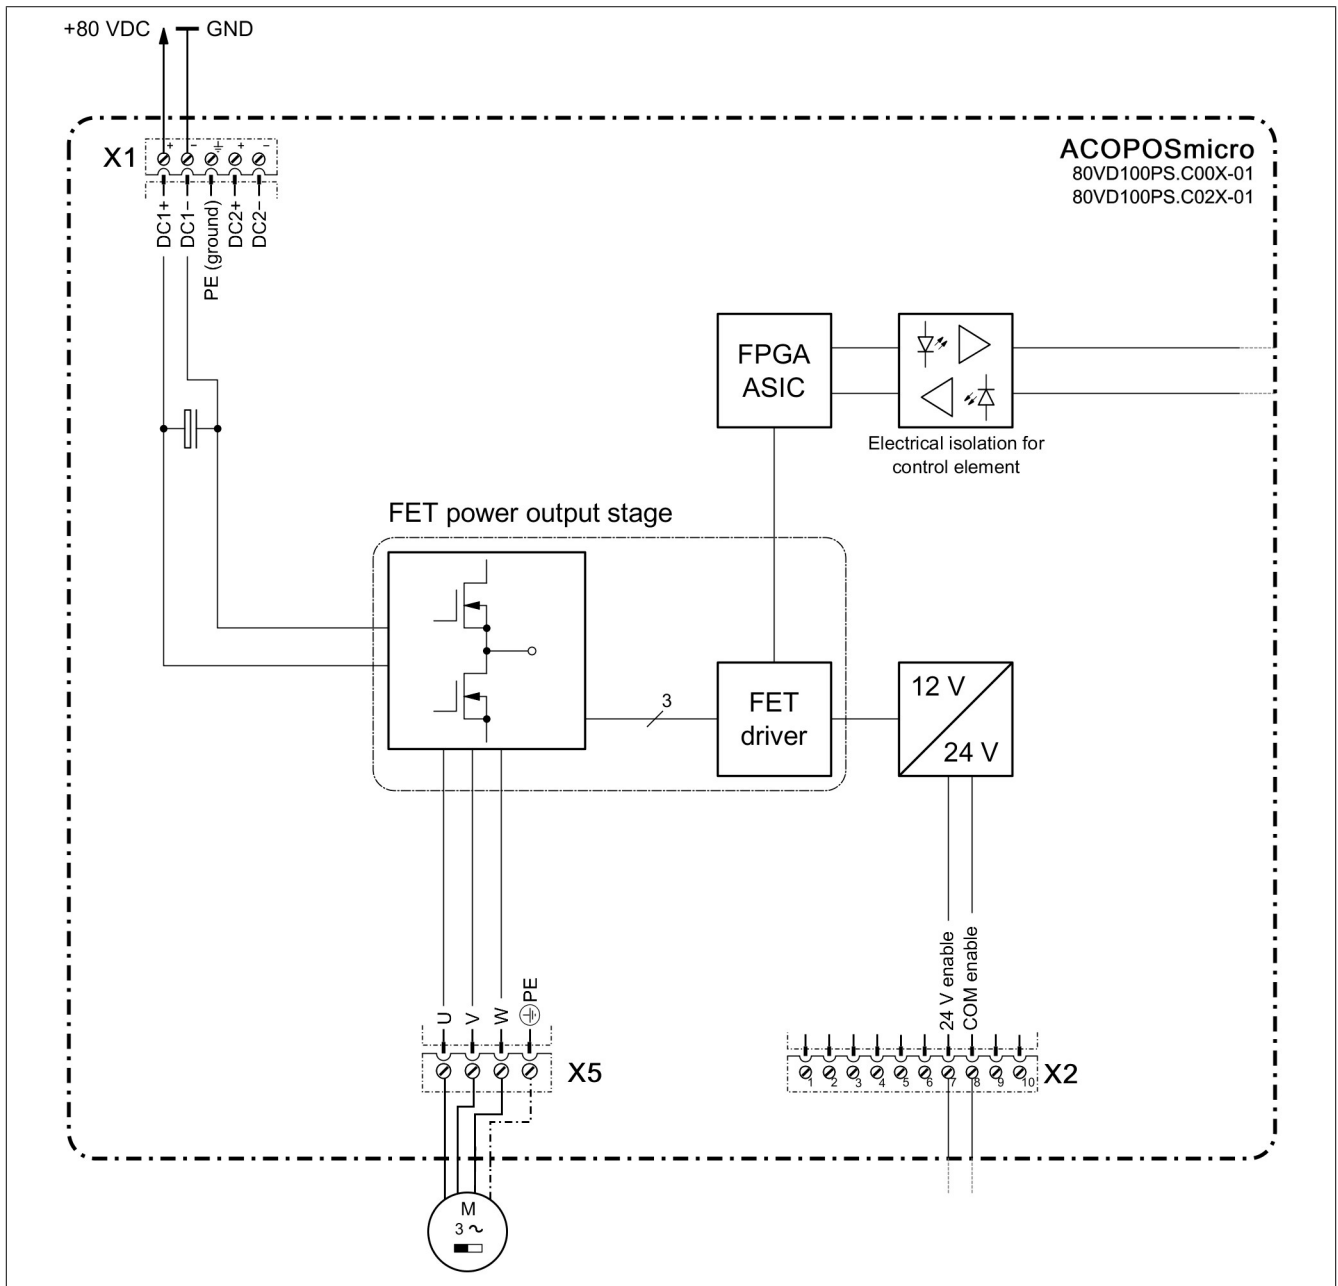 +80 VDC
GND
ACOPOSmicro
80VD100PS.C00X-01
80VD100PS.C02X-01
X1
+ − + −
DC1+
DC1−
PE (ground)
DC2+
DC2−
FPGA
ASIC
Electrical isolation for
control element
FET power output stage
3
FET
driver
12 V
24 V
24 V enable
COM enable
U
V
W
PE
X5
1 2 3 4 5 6 7 8 9 10
X2
M
3 ~